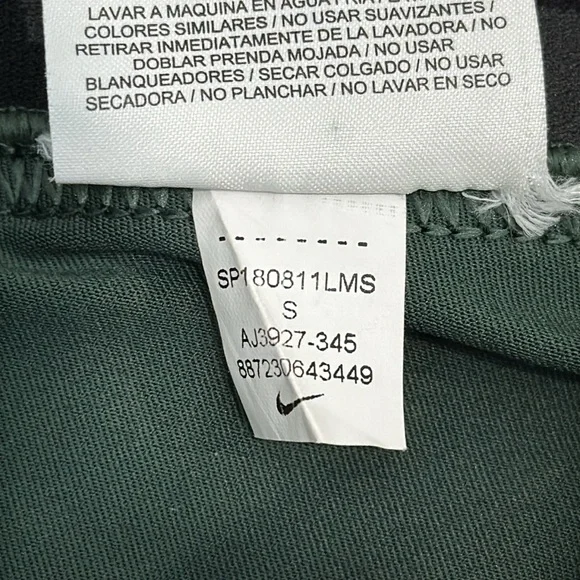 LAVAR A MAQUINA EN AGUA FRIA /
COLORES SIMILARES / NO USAR SUAVIZANTES /
RETIRAR INMEDIATAMENTE DE LA LAVADORA / NO
DOBLAR PRENDA MOJADA / NO USAR
BLANQUEADORES / SECAR COLGADO / NO USAR
SECADORA / NO PLANCHAR / NO LAVAR EN SECO
SP180811LMS
S
AJ3927-345
887230643449